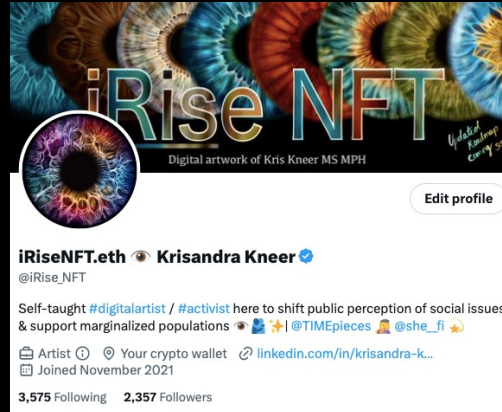 iRise NFT
Updated
Roadmap
Digital artwork of Kris Kneer MS MPH
Edit profile
iRiseNFT.eth 👁️ Krisandra Kneer
@iRise_NFT
Self-taught #digitalartist / #activist here to shift public perception of social issues
& support marginalized populations 👁️🫂✨| @TIMEpieces 🧝 @she_fi 💫
Artist Your crypto wallet linkedin.com/in/krisandra-k...
Joined November 2021
3,575 Following 2,357 Followers